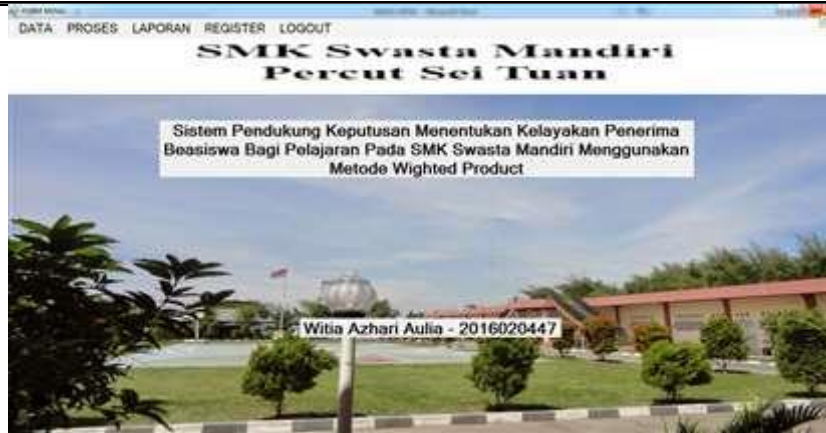 DATA PROSES LAPORAN REGISTER LOGOUT
SMK Swasta Mandiri
Percut Sei Tuan
Sistem Pendukung Keputusan Menentukan Kelayakan Penerima
Beasiswa Bagi Pelajaran Pada SMK Swasta Mandiri Menggunakan
Metode Wighted Product
Witia Azhari Aulia - 2016020447